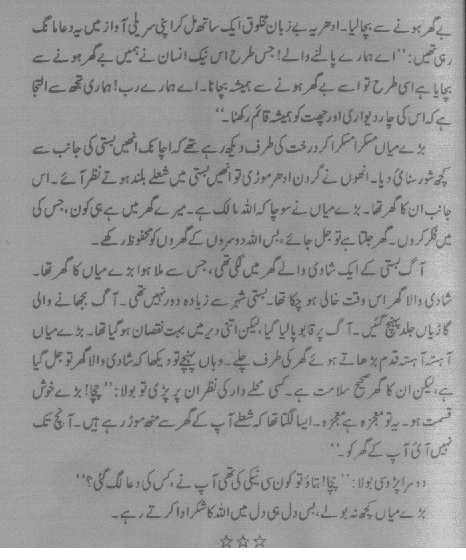 بے گھر ہونے سے بچا لیا۔ ادھر یہ بے زبان مخلوق ایک ساتھ مل کر اپنی سریلی آواز میں یہ دعا مانگ
رہی تھیں: ’’اے ہمارے پالنے والے! جس طرح اس نیک انسان نے ہمیں بے گھر ہونے سے
بچایا ہے اسی طرح تو اسے بے گھر ہونے سے ہمیشہ بچانا۔ اے ہمارے رب! ہماری تجھ سے التجا
ہے کہ اس کی چار دیواری اور چھت کو ہمیشہ قائم رکھنا۔‘‘
بڑے میاں مسکرا مسکرا کر درخت کی طرف دیکھ رہے تھے کہ اچانک انھیں بستی کی جانب سے
کچھ شور سنائی دیا۔ انھوں نے گردن ادھر موڑی تو انھیں بستی میں شعلے بلند ہوتے نظر آئے۔ اس
جانب ان کا گھر تھا۔ بڑے میاں نے سوچا کہ اللہ مالک ہے۔ میرے گھر میں ہے ہی کون، جس کی
میں فکر کروں۔ گھر جلتا ہے تو جل جائے، بس اللہ دوسروں کے گھروں کو محفوظ رکھے۔
آگ بستی کے ایک شادی والے گھر میں لگی تھی، جس سے ملا ہوا بڑے میاں کا گھر تھا۔
شادی والا گھر اس وقت خالی ہو چکا تھا۔ بستی شہر سے زیادہ دور نہیں تھی۔ آگ بجھانے والی
گاڑیاں جلد پہنچ گئیں۔ آگ پر قابو پا لیا گیا، لیکن اتنی دیر میں بہت نقصان ہو گیا تھا۔ بڑے میاں
آہستہ آہستہ قدم بڑھاتے ہوئے گھر کی طرف چلے۔ وہاں پہنچے تو دیکھا کہ شادی والا گھر تو جل گیا
ہے، لیکن ان کا گھر صحیح سلامت ہے۔ کسی محلے دار کی نظر ان پر پڑی تو بولا: ’’چچا! بڑے خوش
قسمت ہو۔ یہ تو معجزہ ہے معجزہ۔ ایسا لگتا تھا کہ شعلے آپ کے گھر سے منھ موڑ رہے ہیں۔ آنچ تک
نہیں آئی آپ کے گھر کو۔‘‘
دوسرا پڑوسی بولا: ’’چچا! بتاؤ تو کون سی نیکی کی تھی آپ نے، کس کی دعا لگ گئی؟‘‘
بڑے میاں کچھ نہ بولے، بس دل ہی دل میں اللہ کا شکر ادا کرتے رہے۔
☆☆☆